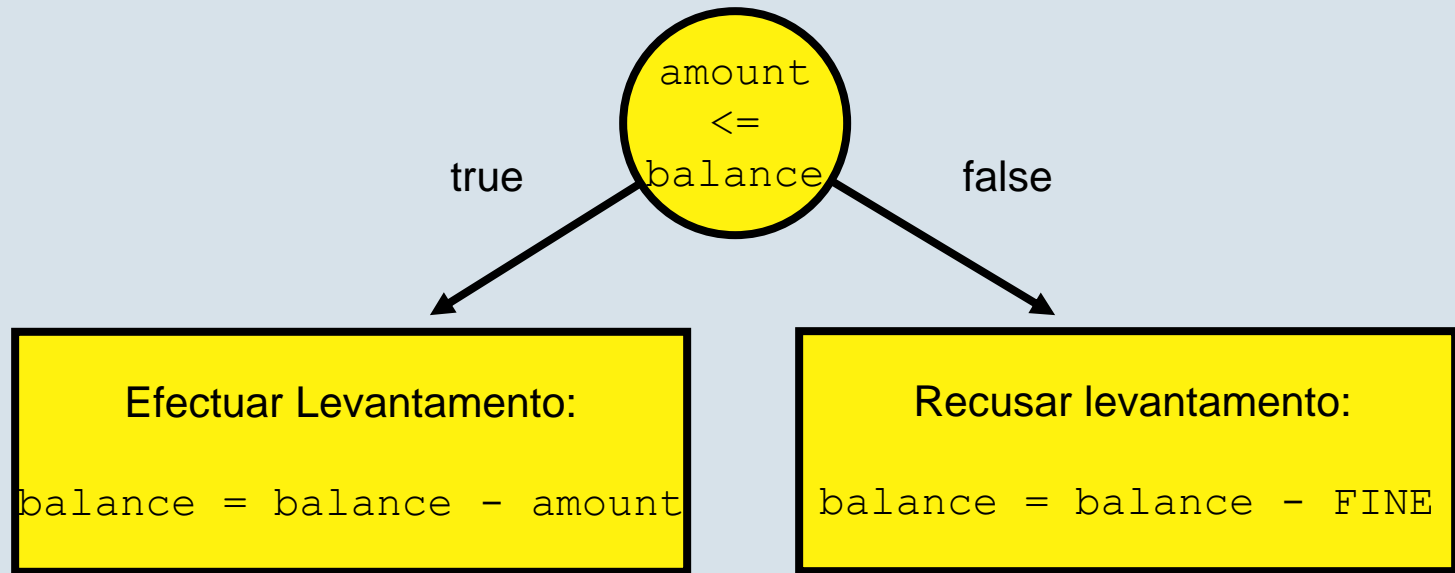 amount
<=
balance
true
false
Efectuar Levantamento:
balance = balance - amount
Recusar levantamento:
balance = balance - FINE